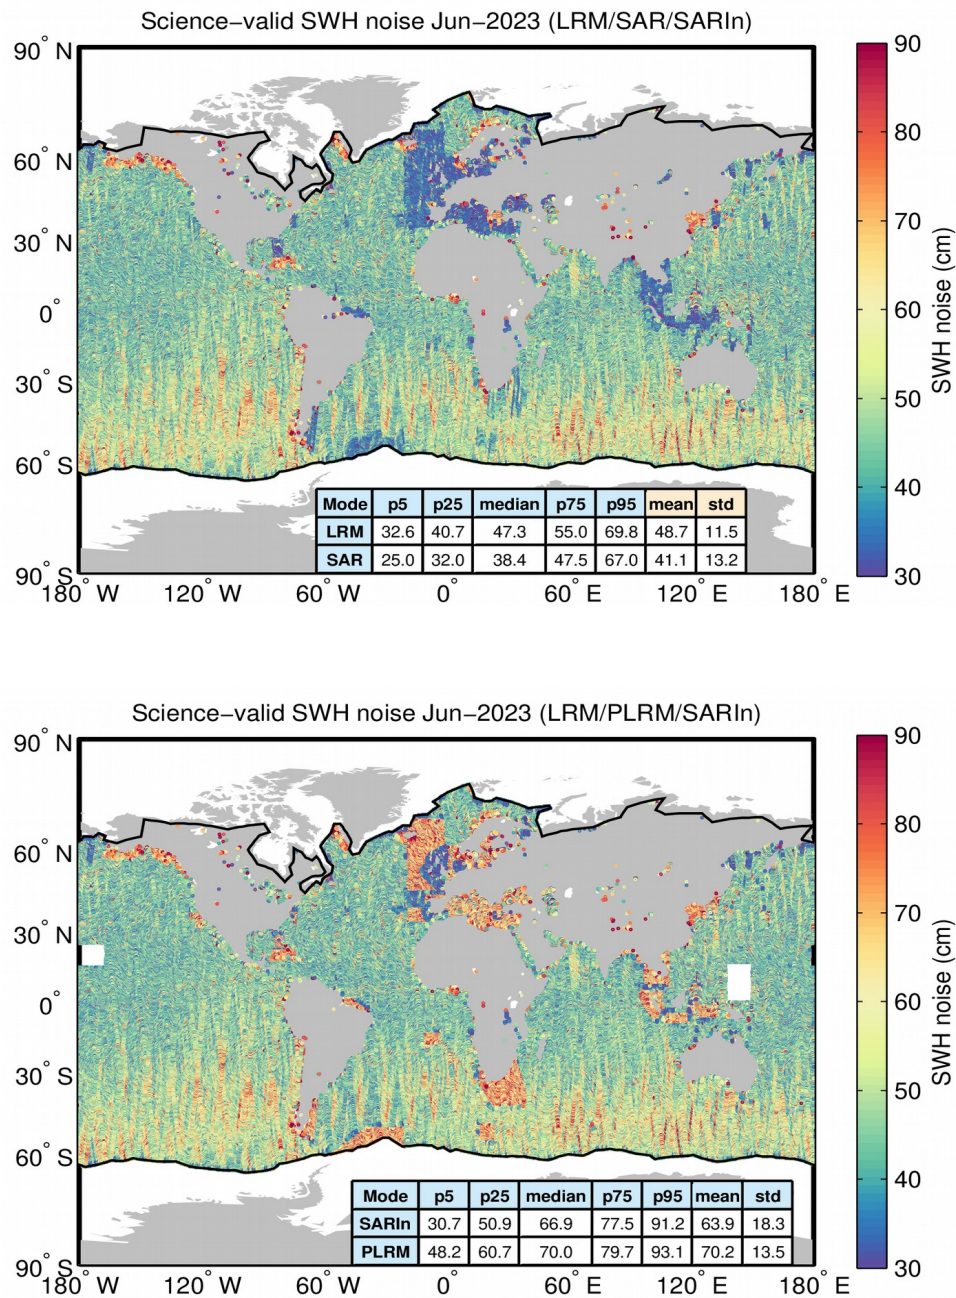 Science−valid SWH noise Jun−2023 (LRM/SAR/SARIn)
90° N
60° N
30° N
0°
30° S
60° S
90° S
180° W 120° W 60° W 0° 60° E 120° E 180° E
Mode p5 p25 median p75 p95 mean std
LRM 32.6 40.7 47.3 55.0 69.8 48.7 11.5
SAR 25.0 32.0 38.4 47.5 67.0 41.1 13.2
90
80
70
60
50
40
30
SWH noise (cm)
Science−valid SWH noise Jun−2023 (LRM/PLRM/SARIn)
90° N
60° N
30° N
0°
30° S
60° S
90° S
180° W 120° W 60° W 0° 60° E 120° E 180° E
Mode p5 p25 median p75 p95 mean std
SARIn 30.7 50.9 66.9 77.5 91.2 63.9 18.3
PLRM 48.2 60.7 70.0 79.7 93.1 70.2 13.5
90
80
70
60
50
40
30
SWH noise (cm)